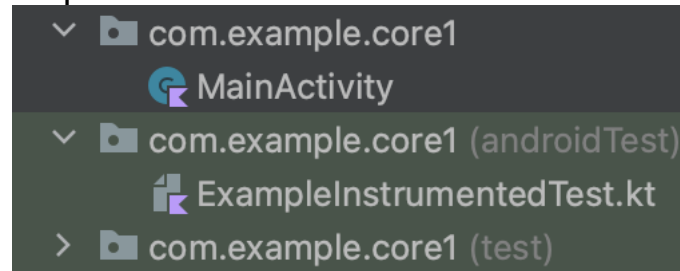 com.example.core1
MainActivity
com.example.core1 (androidTest)
ExampleInstrumentedTest.kt
com.example.core1 (test)